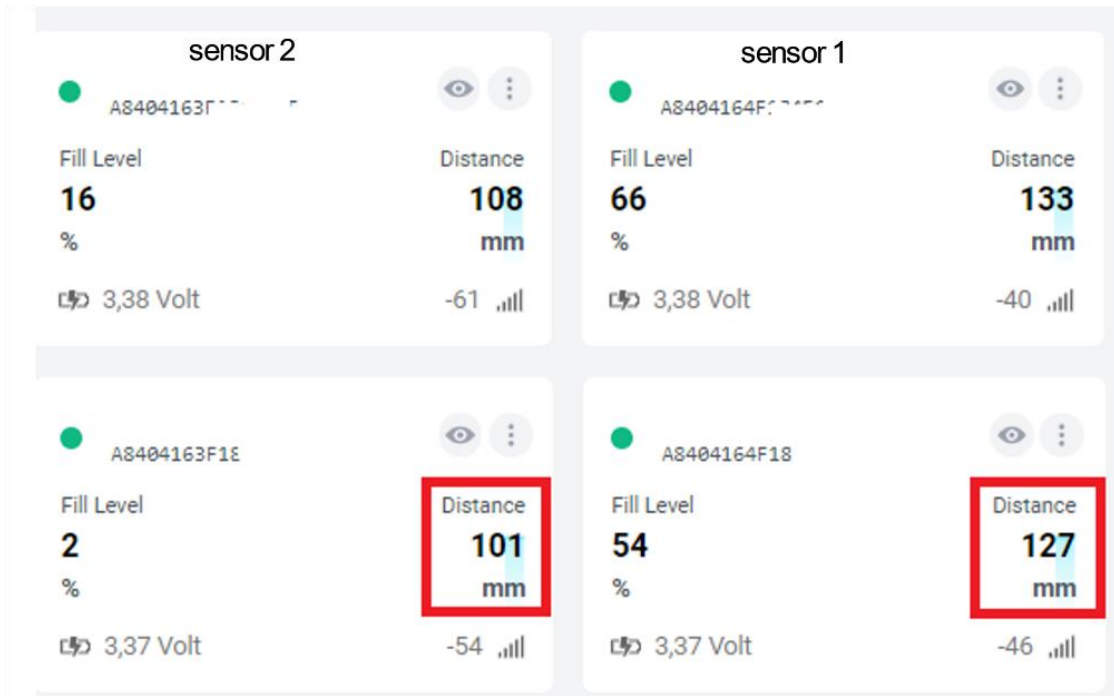 sensor 2
sensor 1
Fill Level Distance
16 108
% mm
3,38 Volt -61
Fill Level Distance
66 133
% mm
3,38 Volt -40
A8404163F18
Fill Level Distance
2 101
% mm
3,37 Volt -54
A8404164F18
Fill Level Distance
54 127
% mm
3,37 Volt -46